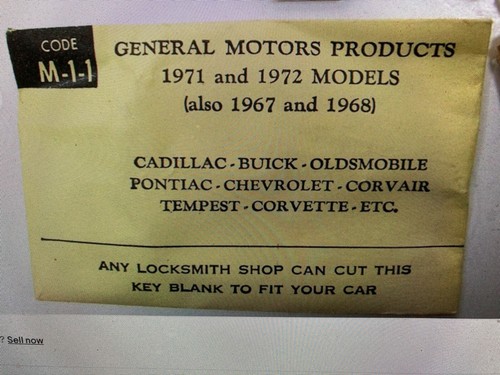 CODE
M-1-1
GENERAL MOTORS PRODUCTS
1971 and 1972 MODELS
(also 1967 and 1968)
CADILLAC-BUICK-OLDSMOBILE
PONTIAC-CHEVROLET-CORVAIR
TEMPEST-CORVETTE-ETC.
ANY LOCKSMITH SHOP CAN CUT THIS
KEY BLANK TO FIT YOUR CAR
? Sell now